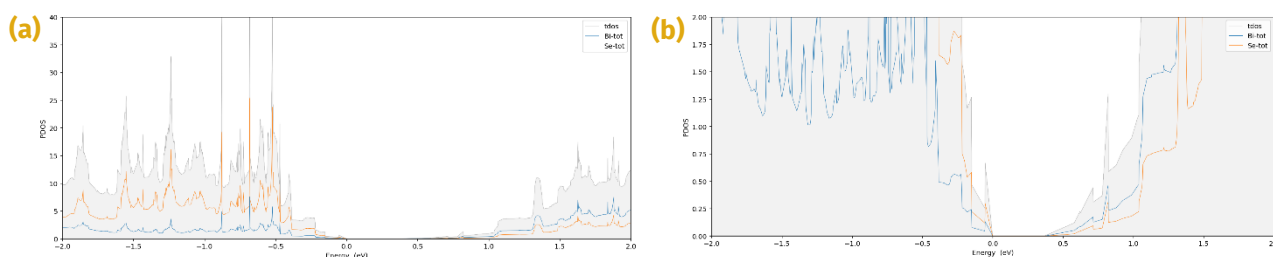 (a)
40
35
30
25
20
15
10
5
0
PDOS
−2.0 −1.5 −1.0 −0.5 0.0 0.5 1.0 1.5 2.0
Energy (eV)
tdos
Bi-tot
Se-tot
(b)
2.00
1.75
1.50
1.25
1.00
0.75
0.50
0.25
0.00
PDOS
−2.0 −1.5 −1.0 −0.5 0.0 0.5 1.0 1.5 2
Energy (eV)
tdos
Bi-tot
Se-tot